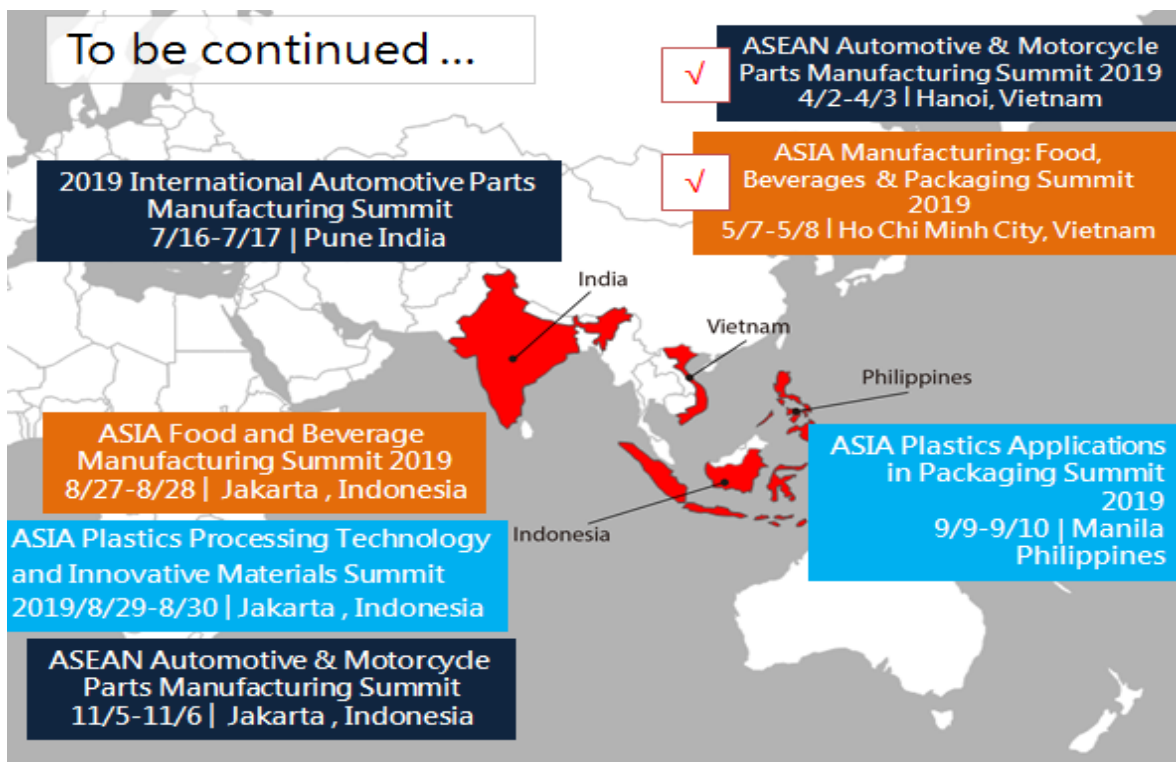 To be continued ...
√
ASEAN Automotive & Motorcycle
Parts Manufacturing Summit 2019
4/2-4/3 | Hanoi, Vietnam
√
ASIA Manufacturing: Food,
Beverages & Packaging Summit
2019
5/7-5/8 | Ho Chi Minh City, Vietnam
2019 International Automotive Parts
Manufacturing Summit
7/16-7/17 | Pune India
India
Vietnam
Philippines
Indonesia
ASIA Food and Beverage
Manufacturing Summit 2019
8/27-8/28 | Jakarta , Indonesia
ASIA Plastics Processing Technology
and Innovative Materials Summit
2019/8/29-8/30 | Jakarta , Indonesia
ASEAN Automotive & Motorcycle
Parts Manufacturing Summit
11/5-11/6 | Jakarta , Indonesia
ASIA Plastics Applications
in Packaging Summit
2019
9/9-9/10 | Manila
Philippines